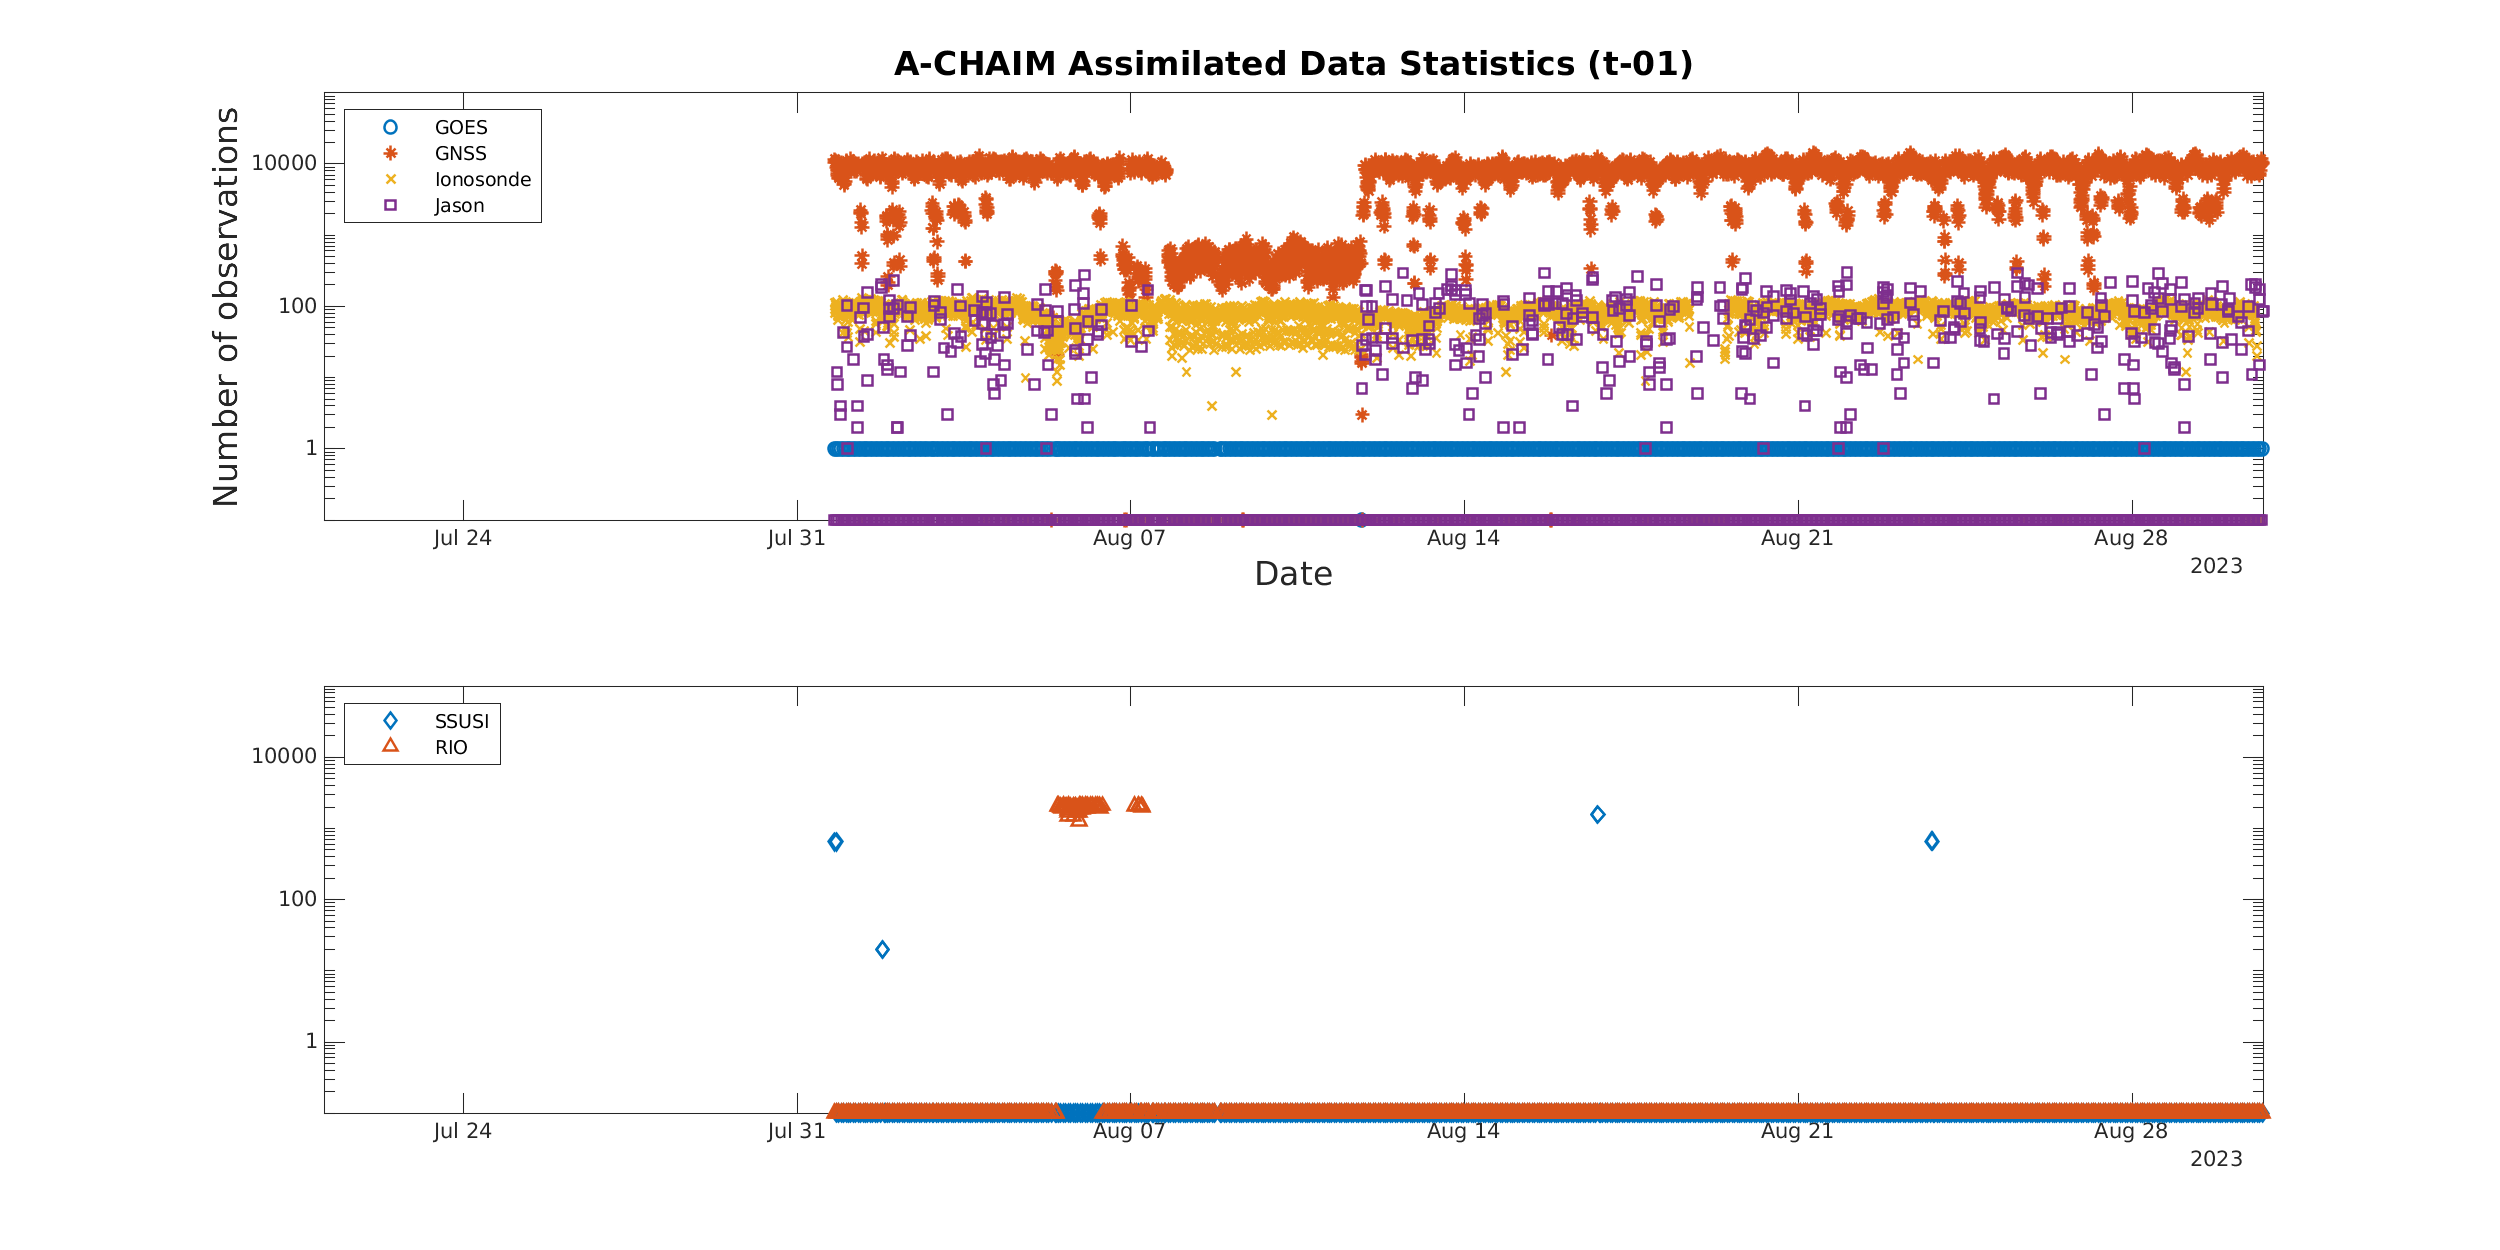 A-CHAIM Assimilated Data Statistics (t-01)
Number of observations
10000
100
1
GOES
GNSS
Ionosonde
Jason
Jul 24
Jul 31
Aug 07
Aug 14
Aug 21
Aug 28
2023
Date
10000
100
1
SSUSI
RIO
Jul 24
Jul 31
Aug 07
Aug 14
Aug 21
Aug 28
2023